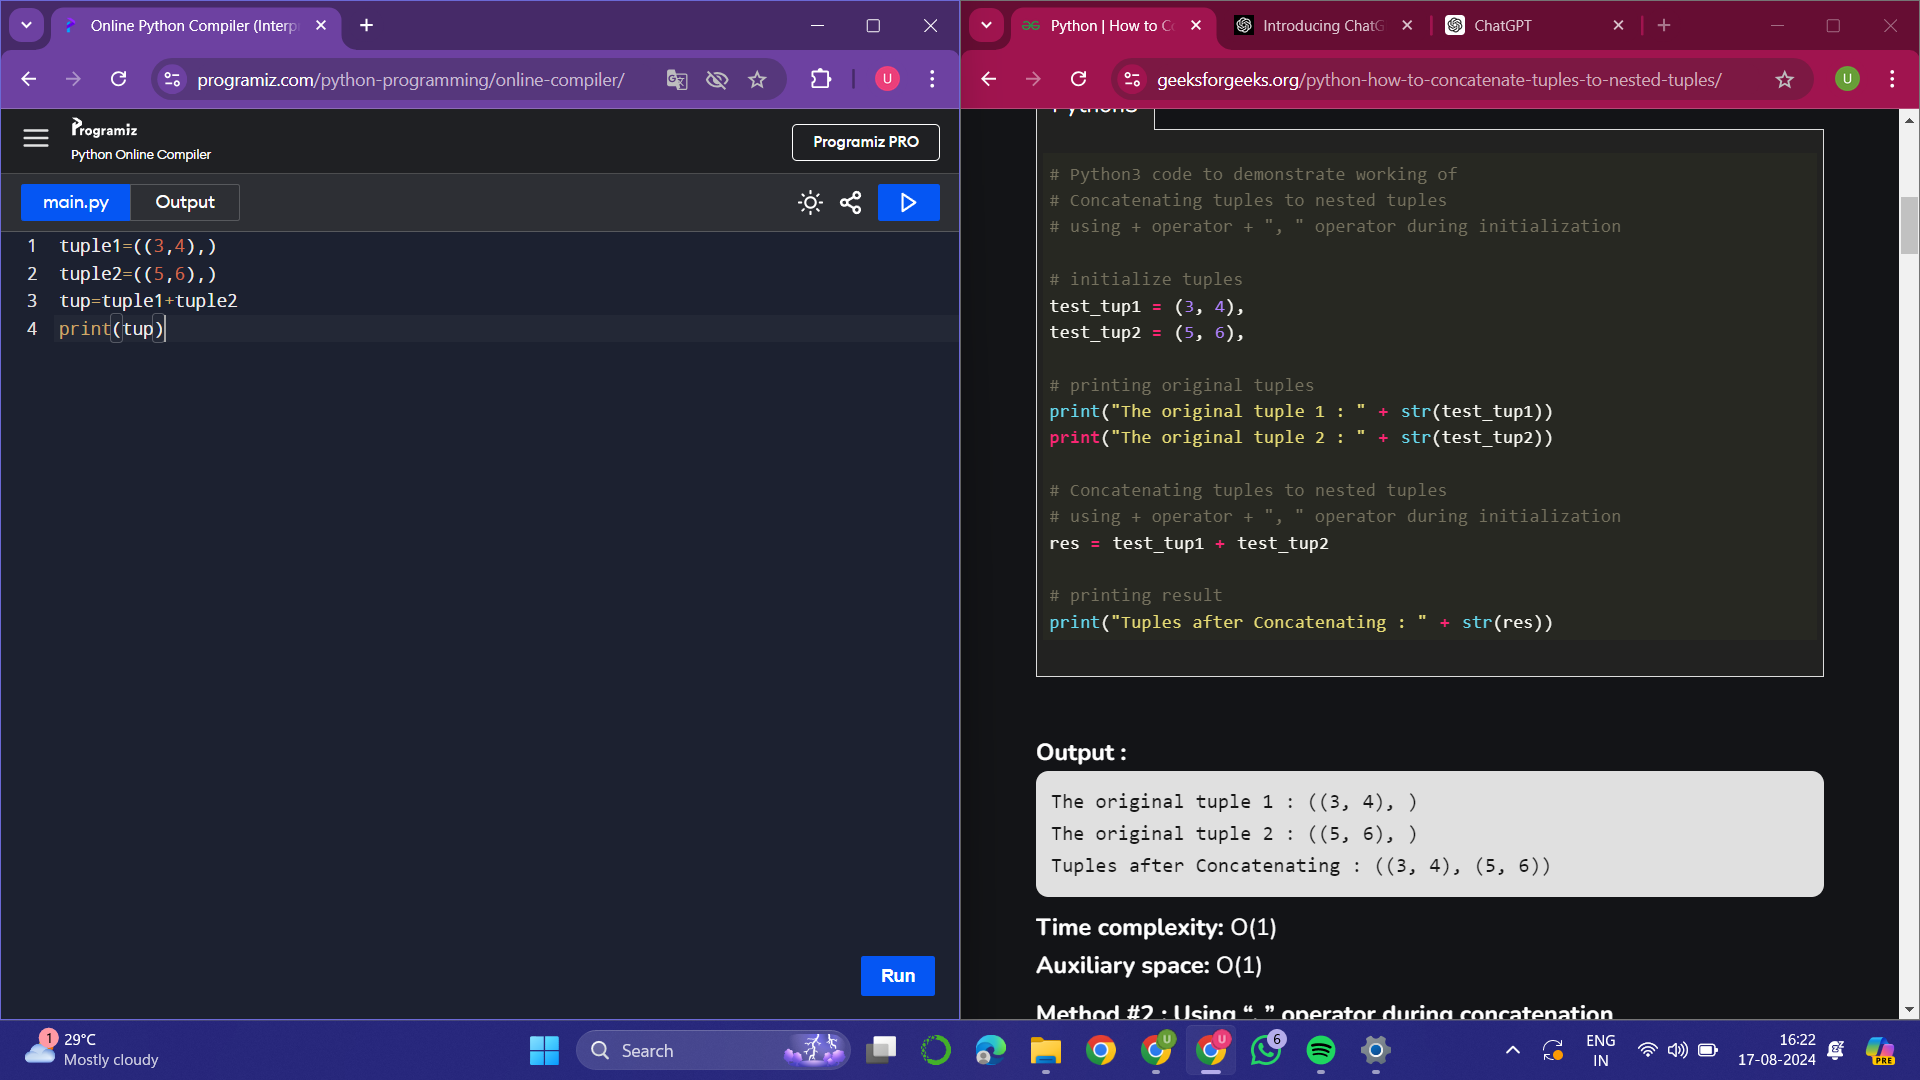 Online Python Compiler (Interp
programiz.com/python-programming/online-compiler/
U
Programiz
Python Online Compiler
Programiz PRO
main.py
Output
1 tuple1=((3,4),)
2 tuple2=((5,6),)
3 tup=tuple1+tuple2
4 print(tup)
Run
Python | How to Co
Introducing ChatG
ChatGPT
geeksforgeeks.org/python-how-to-concatenate-tuples-to-nested-tuples/
U
Python3
# Python3 code to demonstrate working of
# Concatenating tuples to nested tuples
# using + operator + ", " operator during initialization
# initialize tuples
test_tup1 = (3, 4),
test_tup2 = (5, 6),
# printing original tuples
print("The original tuple 1 : " + str(test_tup1))
print("The original tuple 2 : " + str(test_tup2))
# Concatenating tuples to nested tuples
# using + operator + ", " operator during initialization
res = test_tup1 + test_tup2
# printing result
print("Tuples after Concatenating : " + str(res))
Output :
The original tuple 1 : ((3, 4), )
The original tuple 2 : ((5, 6), )
Tuples after Concatenating : ((3, 4), (5, 6))
Time complexity: O(1)
Auxiliary space: O(1)
Method #2 : Using “, ” operator during concatenation
1
29°C
Mostly cloudy
Search
U
U
6
ENG
IN
16:22
17-08-2024
PRE